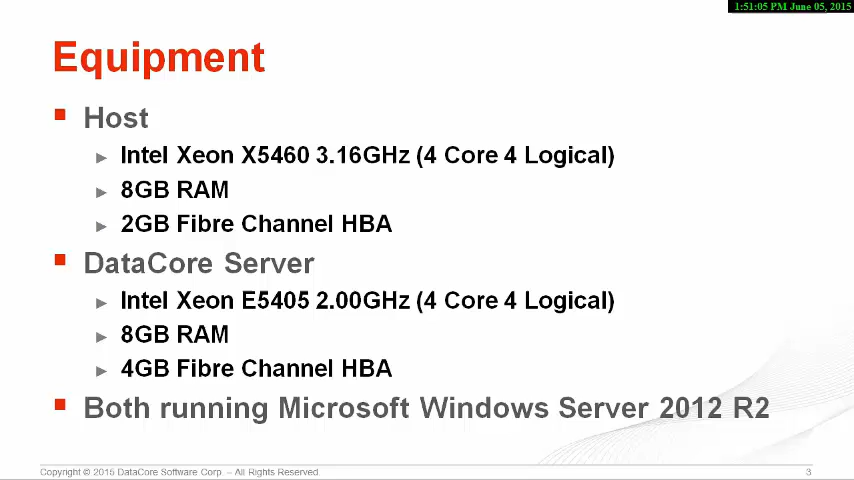 1:51:05 PM June 05, 2015
Equipment
Host
Intel Xeon X5460 3.16GHz (4 Core 4 Logical)
8GB RAM
2GB Fibre Channel HBA
DataCore Server
Intel Xeon E5405 2.00GHz (4 Core 4 Logical)
8GB RAM
4GB Fibre Channel HBA
Both running Microsoft Windows Server 2012 R2
Copyright © 2015 DataCore Software Corp. – All Rights Reserved.
3